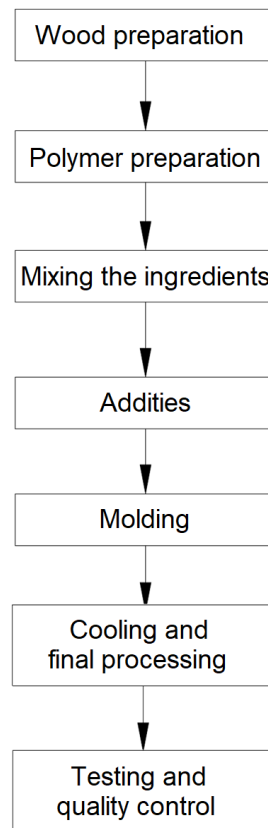 Wood preparation
Polymer preparation
Mixing the ingredients
Addities
Molding
Cooling and
final processing
Testing and
quality control